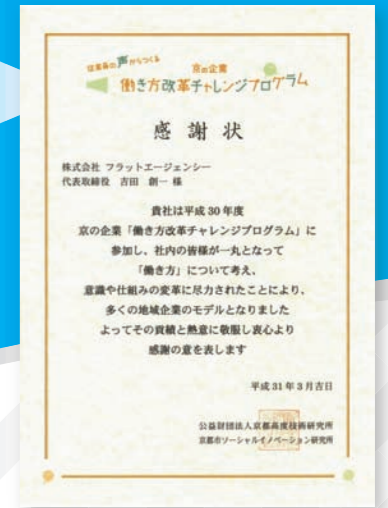 従業員の声からつくる
京の企業
働き方改革チャレンジプログラム
感謝状
株式会社 フラットエージェンシー
代表取締役 吉田 創一 様
貴社は平成30年度
京の企業「働き方改革チャレンジプログラム」に
参加し、社内の皆様が一丸となって
「働き方」について考え、
意識や仕組みの変革に尽力されたことにより、
多くの地域企業のモデルとなりました
よってその貢績と熱意に敬服し衷心より
感謝の意を表します
平成31年3月吉日
公益財団法人京都高度技術研究所
京都市ソーシャルイノベーション研究所